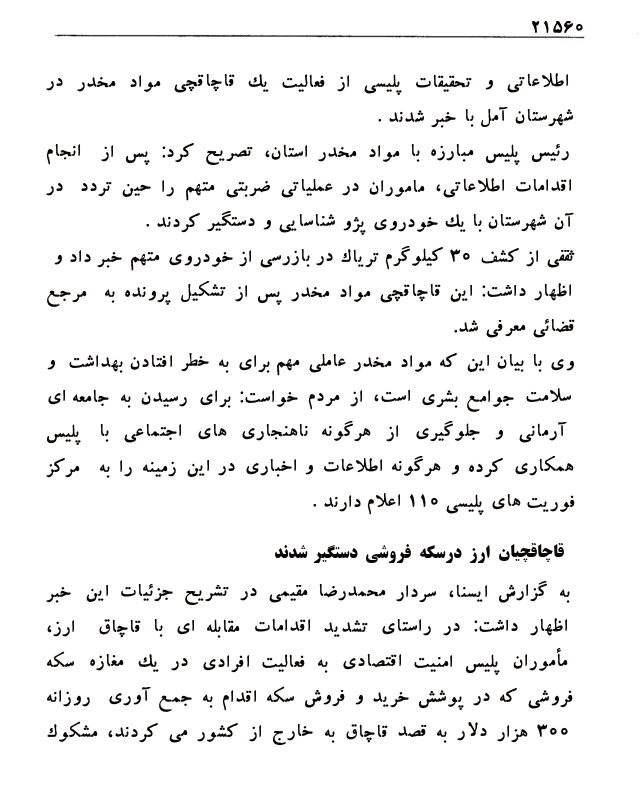 ۲۱۵۶۰
اطلاعاتی و تحقیقات پلیسی از فعالیت یك قاچاقچی مواد مخدر در
شهرستان آمل با خبر شدند .
رئیس پلیس مبارزه با مواد مخدر استان، تصریح کرد: پس از انجام
اقدامات اطلاعاتی، ماموران در عملیاتی ضربتی متهم را حین تردد در
آن شهرستان با یك خودروی پژو شناسایی و دستگیر کردند .
ثقفی از کشف ۳۰ کیلوگرم تریاك در بازرسی از خودروی متهم خبر داد و
اظهار داشت: این قاچاقچی مواد مخدر پس از تشکیل پرونده به مرجع
قضائی معرفی شد.
وی با بیان این که مواد مخدر عاملی مهم برای به خطر افتادن بهداشت و
سلامت جوامع بشری است، از مردم خواست: برای رسیدن به جامعه ای
آرمانی و جلوگیری از هرگونه ناهنجاری های اجتماعی با پلیس
همکاری کرده و هرگونه اطلاعات و اخباری در این زمینه را به مرکز
فوریت های پلیسی ۱۱۰ اعلام دارند .
قاچاقچیان ارز درسکه فروشی دستگیر شدند
به گزارش ایسنا، سردار محمدرضا مقیمی در تشریح جزئیات این خبر
اظهار داشت: در راستای تشدید اقدامات مقابله ای با قاچاق ارز،
مأموران پلیس امنیت اقتصادی به فعالیت افرادی در یك مغازه سکه
فروشی که در پوشش خرید و فروش سکه اقدام به جمع آوری روزانه
۳۰۰ هزار دلار به قصد قاچاق به خارج از کشور می کردند، مشکوك